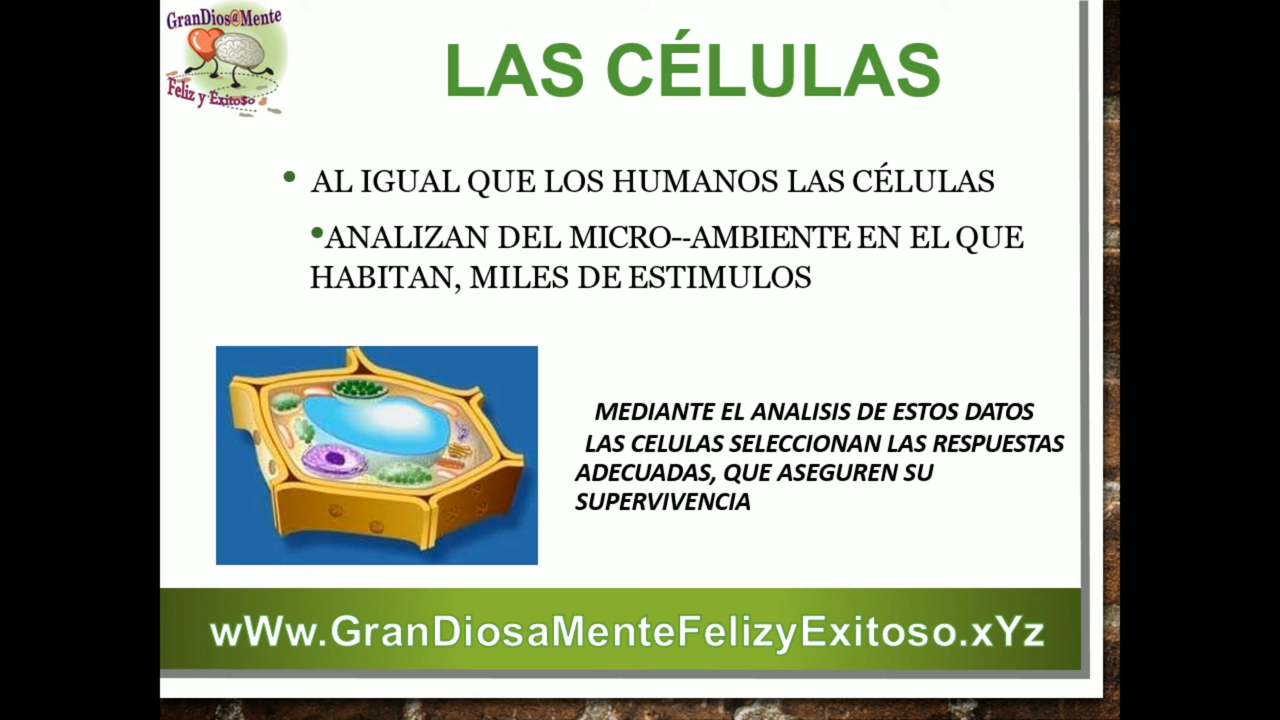 GranDios@Mente
Feliz y Exitoso
LAS CÉLULAS
• AL IGUAL QUE LOS HUMANOS LAS CÉLULAS
•ANALIZAN DEL MICRO--AMBIENTE EN EL QUE
HABITAN, MILES DE ESTIMULOS
MEDIANTE EL ANALISIS DE ESTOS DATOS
LAS CELULAS SELECCIONAN LAS RESPUESTAS
ADECUADAS, QUE ASEGUREN SU
SUPERVIVENCIA
wWw.GranDiosaMenteFelizyExitoso.xYz